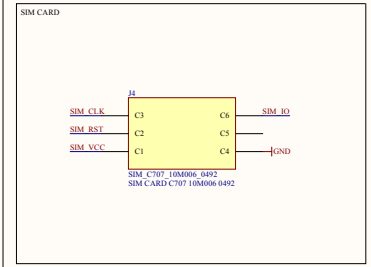 SIM CARD
J4
SIM_CLK C3 C6 SIM_IO
SIM_RST C2 C5
SIM_VCC C1 C4 GND
SIM_C707_10M006_0492
SIM CARD C707 10M006 0492